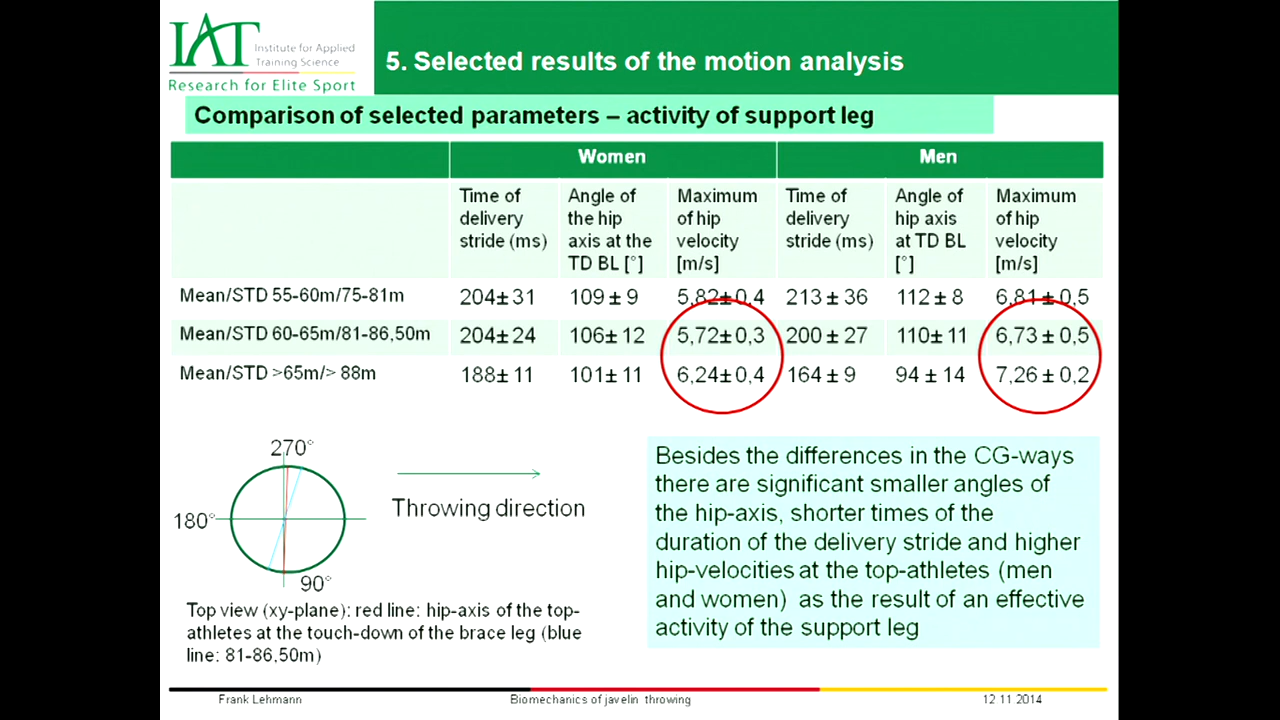 IAT Institute for Applied
Training Science
Research for Elite Sport
5. Selected results of the motion analysis
Comparison of selected parameters – activity of support leg
Women Men
Time of delivery stride (ms) Angle of the hip axis at the TD BL [°] Maximum of hip velocity [m/s] Time of delivery stride (ms) Angle of hip axis at TD BL [°] Maximum of hip velocity [m/s]
Mean/STD 55-60m/75-81m 204± 31 109 ± 9 5,82± 0,4 213 ± 36 112 ± 8 6,81 ± 0,5
Mean/STD 60-65m/81-86,50m 204± 24 106± 12 5,72± 0,3 200 ± 27 110± 11 6,73 ± 0,5
Mean/STD >65m/> 88m 188± 11 101± 11 6,24± 0,4 164 ± 9 94 ± 14 7,26 ± 0,2
270°
180°
90°
Throwing direction
Top view (xy-plane): red line: hip-axis of the top-
athletes at the touch-down of the brace leg (blue
line: 81-86,50m)
Besides the differences in the CG-ways
there are significant smaller angles of
the hip-axis, shorter times of the
duration of the delivery stride and higher
hip-velocities at the top-athletes (men
and women) as the result of an effective
activity of the support leg
Frank Lehmann Biomechanics of javelin throwing 12 11 2014